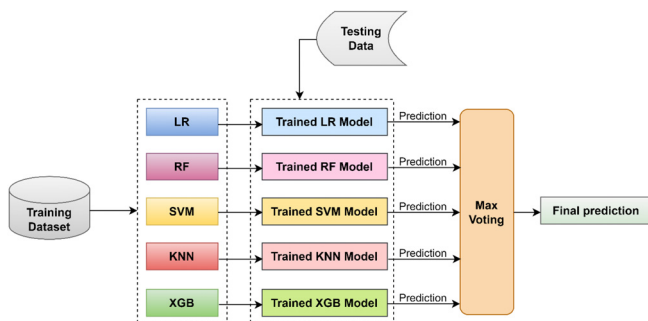 Testing
Data
LR
Trained LR Model
Prediction
RF
Trained RF Model
Prediction
Training
Dataset
SVM
Trained SVM Model
Prediction
Max
Voting
Final prediction
KNN
Trained KNN Model
Prediction
XGB
Trained XGB Model
Prediction